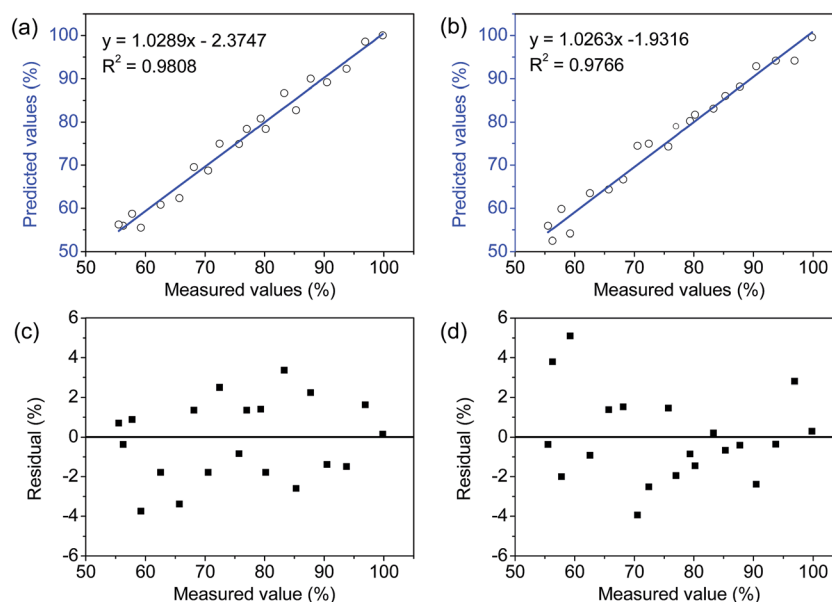 (a)
y = 1.0289x - 2.3747
R² = 0.9808
Predicted values (%)
100
90
80
70
60
50
50 60 70 80 90 100
Measured values (%)
(b)
y = 1.0263x -1.9316
R² = 0.9766
Predicted values (%)
100
90
80
70
60
50
50 60 70 80 90 100
Measured values (%)
(c)
Residual (%)
6
4
2
0
-2
-4
-6
50 60 70 80 90 100
Measured value (%)
(d)
Residual (%)
6
4
2
0
-2
-4
-6
50 60 70 80 90 100
Measured value (%)